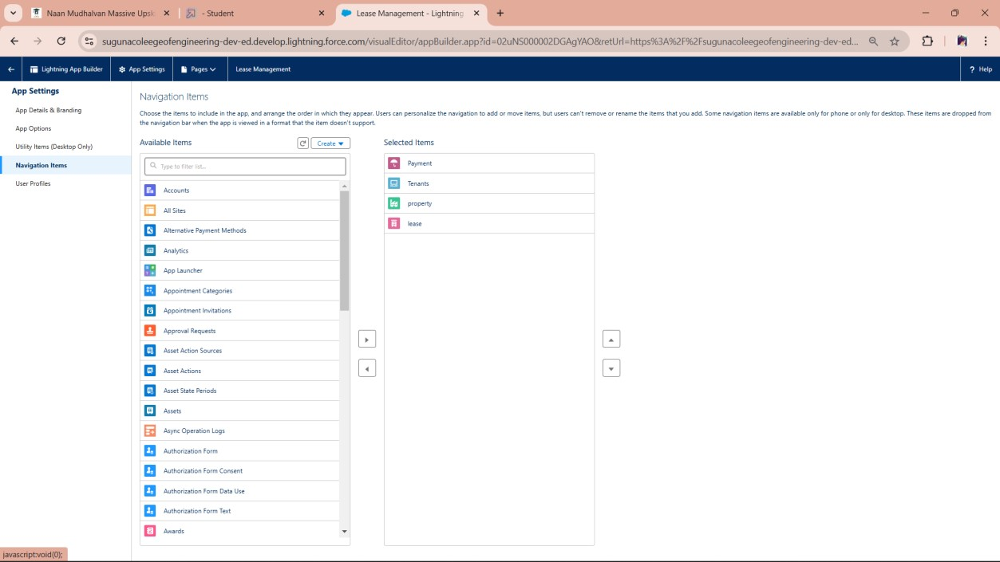 Naan Mudhalvan Massive Upsk
- Student
Lease Management - Lightning
sugunacoleegeofengineering-dev-ed.develop.lightning.force.com/visualEditor/appBuilder.app?id=02uNS000002DGAgYAO&retUrl=https%3A%2F%2Fsugunacoleegeofengineering-dev-ed...
Lightning App Builder
App Settings
Pages
Lease Management
? Help
App Settings
App Details & Branding
App Options
Utility Items (Desktop Only)
Navigation Items
User Profiles
Navigation Items
Choose the items to include in the app, and arrange the order in which they appear. Users can personalize the navigation to add or move items, but users can't remove or rename the items that you add. Some navigation items are available only for phone or only for desktop. These items are dropped from
the navigation bar when the app is viewed in a format that the item doesn't support.
Available Items
Create
Type to filter list...
Accounts
All Sites
Alternative Payment Methods
Analytics
App Launcher
Appointment Categories
Appointment Invitations
Approval Requests
Asset Action Sources
Asset Actions
Asset State Periods
Assets
Async Operation Logs
Authorization Form
Authorization Form Consent
Authorization Form Data Use
Authorization Form Text
Awards
Selected Items
Payment
Tenants
property
lease
javascript:void(0);